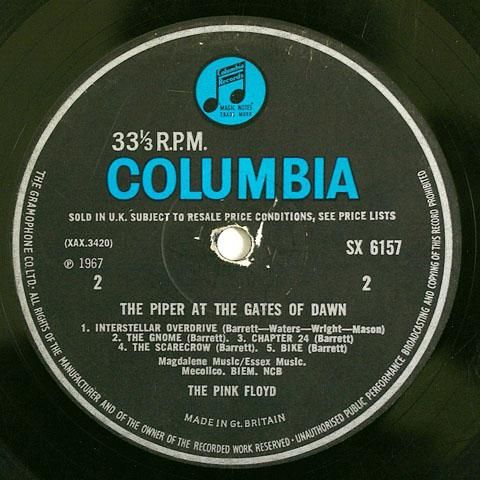 Columbia
Records
MAGIC NOTES
TRADE MARK
33⅓ R.P.M.
COLUMBIA
SOLD IN U.K. SUBJECT TO RESALE PRICE CONDITIONS, SEE PRICE LISTS
(XAX.3420)
SX 6157
℗ 1967
2
2
THE PIPER AT THE GATES OF DAWN
1. INTERSTELLAR OVERDRIVE (Barrett—Waters—Wright—Mason)
2. THE GNOME (Barrett). 3. CHAPTER 24 (Barrett)
4. THE SCARECROW (Barrett). 5. BIKE (Barrett)
Magdalene Music/Essex Music.
Mecolico. BIEM. NCB
THE PINK FLOYD
MADE IN Gt. BRITAIN
THE GRAMOPHONE CO. LTD. · ALL RIGHTS OF THE MANUFACTURER AND OF THE OWNER OF THE RECORDED WORK RESERVED · UNAUTHORISED PUBLIC PERFORMANCE BROADCASTING AND COPYING OF THIS RECORD PROHIBITED